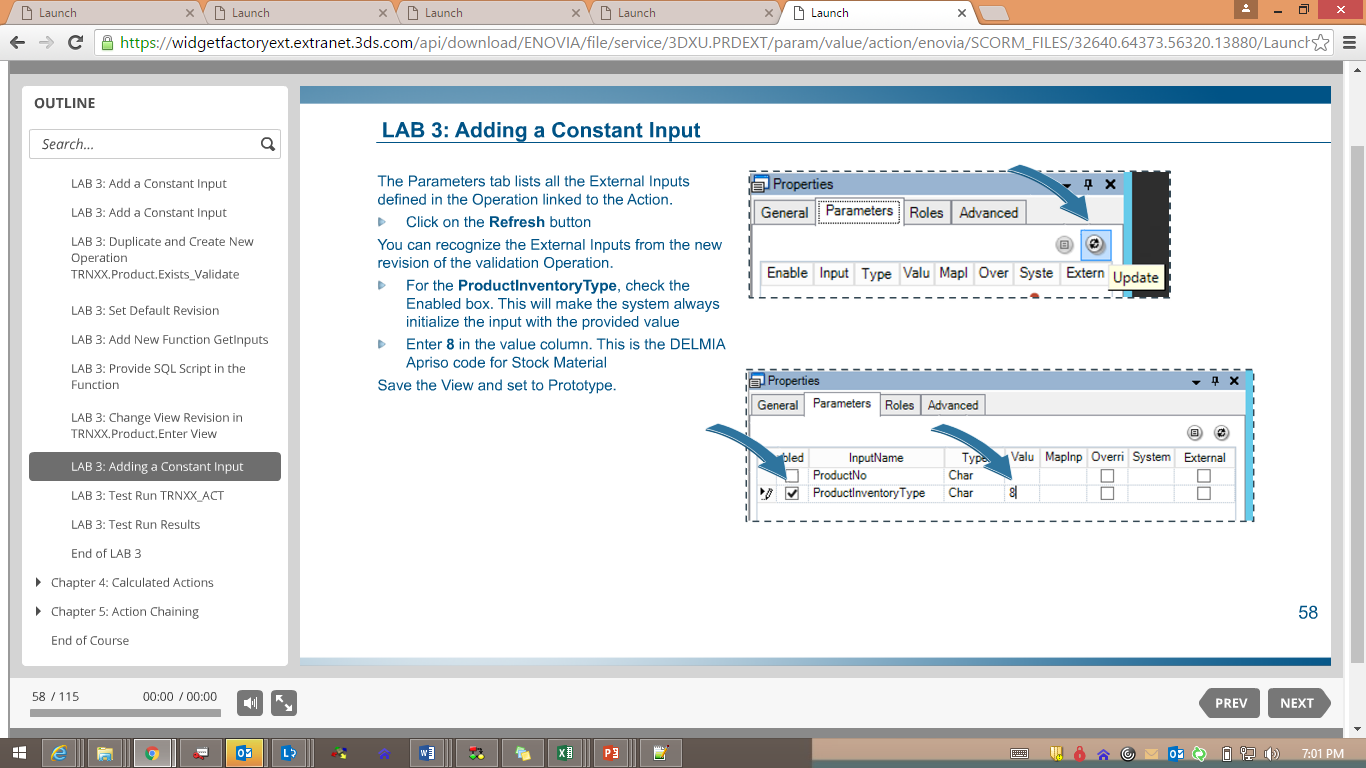 Launch
Launch
Launch
Launch
Launch
https://widgetfactoryext.extranet.3ds.com/api/download/ENOVIA/file/service/3DXU.PRDEXT/param/value/action/enovia/SCORM_FILES/32640.64373.56320.13880/Launch
OUTLINE
Search...
LAB 3: Add a Constant Input
LAB 3: Add a Constant Input
LAB 3: Duplicate and Create New
Operation
TRNXX.Product.Exists_Validate
LAB 3: Set Default Revision
LAB 3: Add New Function GetInputs
LAB 3: Provide SQL Script in the
Function
LAB 3: Change View Revision in
TRNXX.Product.Enter View
LAB 3: Adding a Constant Input
LAB 3: Test Run TRNXX_ACT
LAB 3: Test Run Results
End of LAB 3
Chapter 4: Calculated Actions
Chapter 5: Action Chaining
End of Course
LAB 3: Adding a Constant Input
The Parameters tab lists all the External Inputs
defined in the Operation linked to the Action.
Click on the Refresh button
You can recognize the External Inputs from the new
revision of the validation Operation.
For the ProductInventoryType, check the
Enabled box. This will make the system always
initialize the input with the provided value
Enter 8 in the value column. This is the DELMIA
Apriso code for Stock Material
Save the View and set to Prototype.
Properties
General Parameters Roles Advanced
Enable Input Type Valu MapI Over Syste Extern
Update
Properties
General Parameters Roles Advanced
bled InputName Type Valu MapInp Overri System External
ProductNo Char
ProductInventoryType Char 8
58
58 / 115 00:00 / 00:00
PREV NEXT
7:01 PM